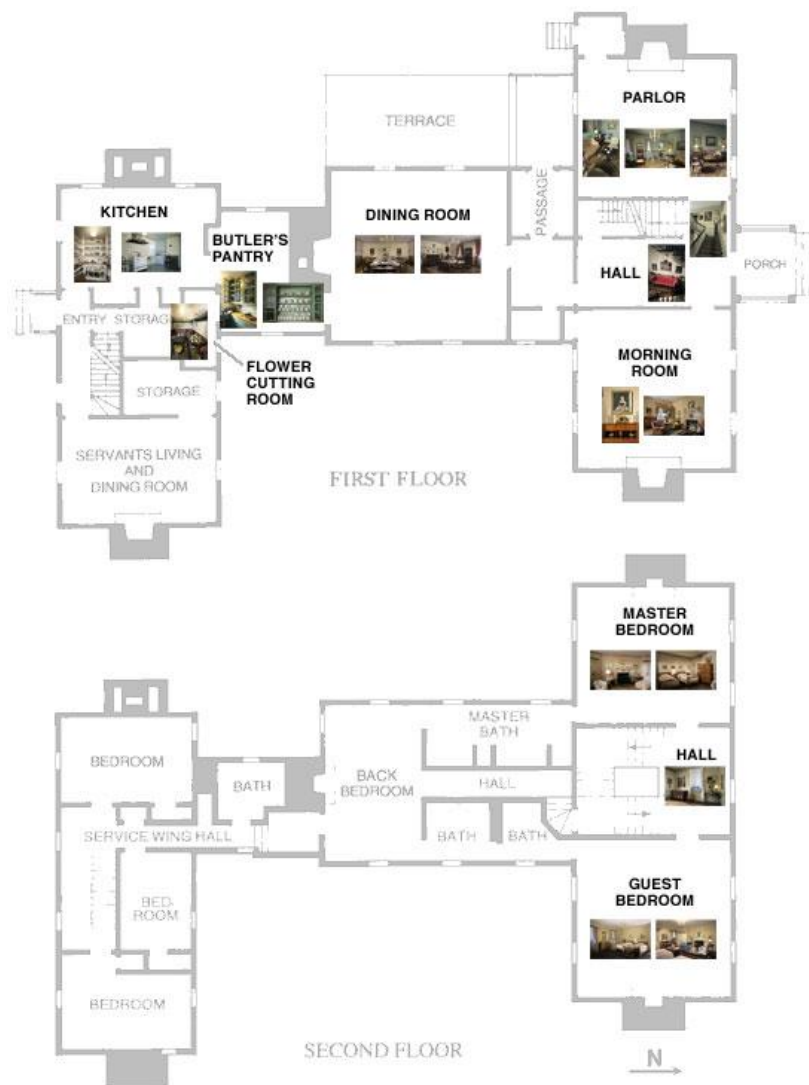 PARLOR
TERRACE
PASSAGE
KITCHEN
DINING ROOM
BUTLER'S
PANTRY
HALL
PORCH
ENTRY
STORAG
FLOWER
CUTTING
ROOM
MORNING
ROOM
STORAGE
SERVANTS LIVING
AND
DINING ROOM
FIRST FLOOR
MASTER
BEDROOM
MASTER
BATH
HALL
BEDROOM
BATH
BACK
BEDROOM
HALL
SERVICE WING HALL
BATH
BATH
BED-
ROOM
GUEST
BEDROOM
BEDROOM
SECOND FLOOR
N